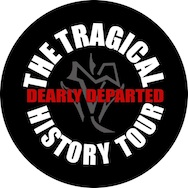 THE TRAGICAL
DEARLY DEPARTED
HISTORY TOUR